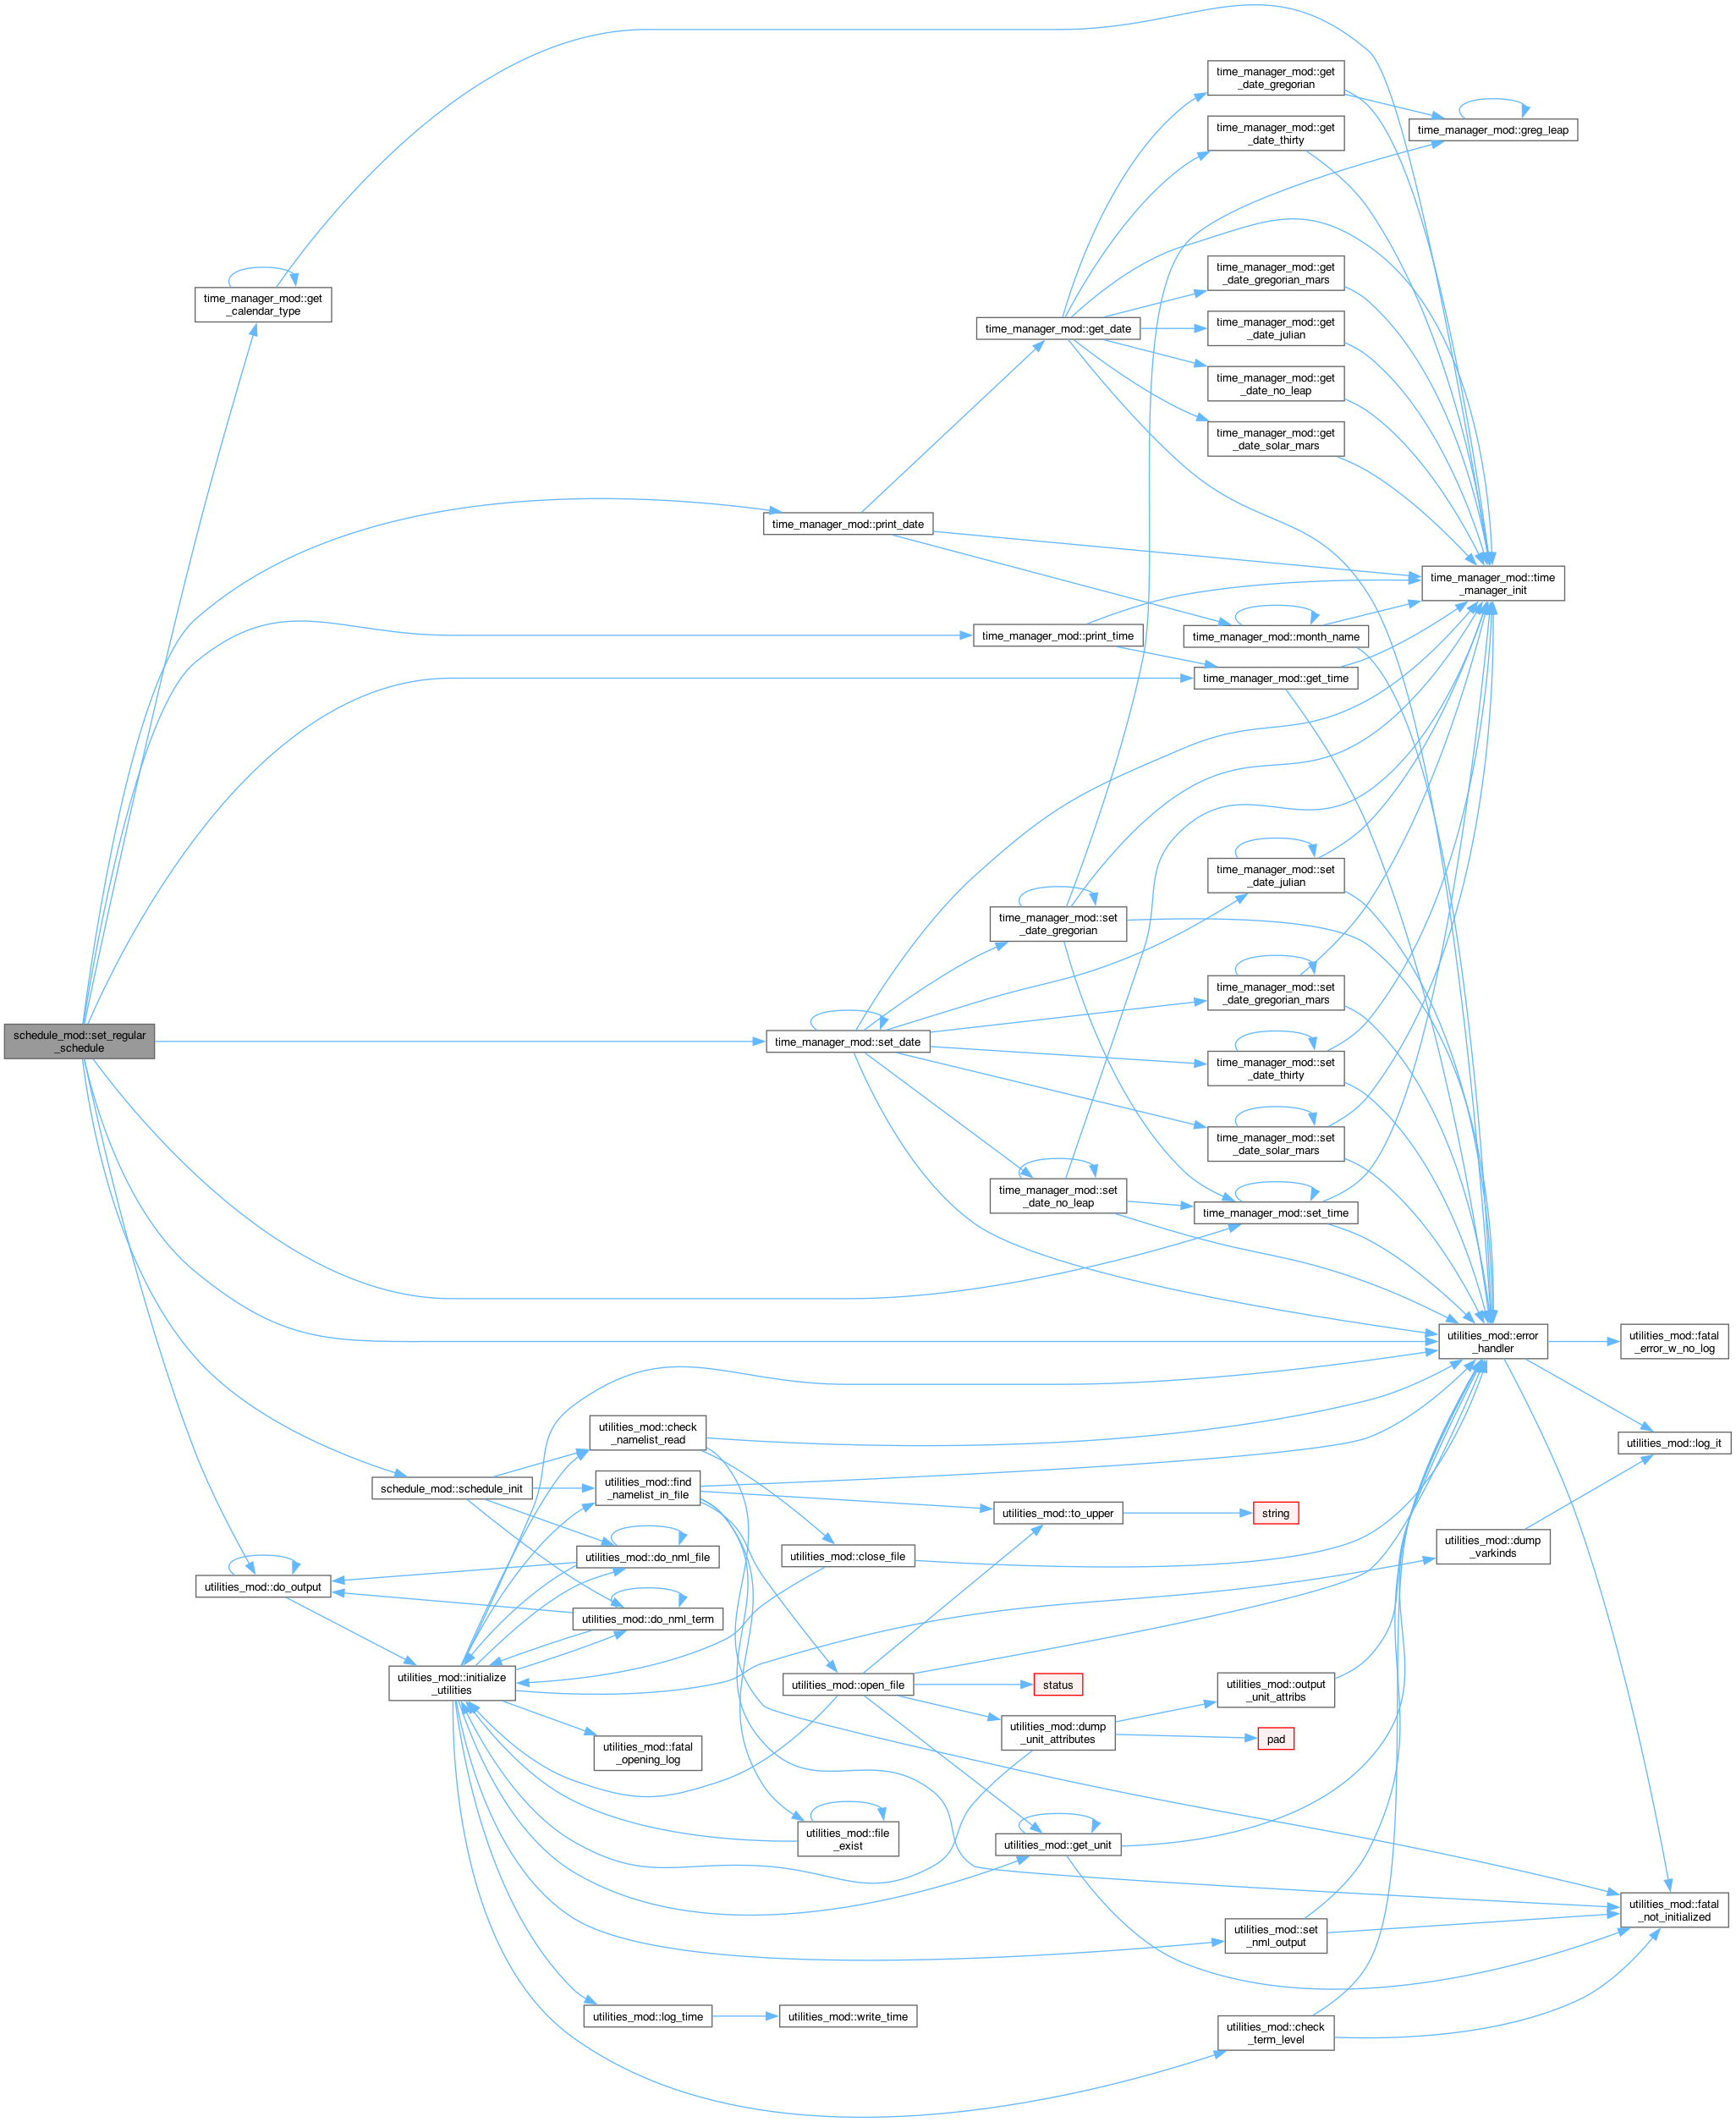 time_manager_mod::get
_date_gregorian
time_manager_mod::greg_leap
time_manager_mod::get
_date_thirty
time_manager_mod::get
_date_gregorian_mars
time_manager_mod::get
_calendar_type
time_manager_mod::get_date
time_manager_mod::get
_date_julian
time_manager_mod::get
_date_no_leap
time_manager_mod::get
_date_solar_mars
time_manager_mod::print_date
time_manager_mod::time
_manager_init
time_manager_mod::print_time
time_manager_mod::month_name
time_manager_mod::get_time
time_manager_mod::set
_date_julian
time_manager_mod::set
_date_gregorian
time_manager_mod::set
_date_gregorian_mars
schedule_mod::set_regular
_schedule
time_manager_mod::set_date
time_manager_mod::set
_date_thirty
time_manager_mod::set
_date_solar_mars
time_manager_mod::set
_date_no_leap
time_manager_mod::set_time
utilities_mod::error
_handler
utilities_mod::fatal
_error_w_no_log
utilities_mod::check
_namelist_read
utilities_mod::log_it
schedule_mod::schedule_init
utilities_mod::find
_namelist_in_file
utilities_mod::to_upper
string
utilities_mod::do_nml_file
utilities_mod::close_file
utilities_mod::dump
_varkinds
utilities_mod::do_output
utilities_mod::do_nml_term
utilities_mod::initialize
_utilities
utilities_mod::open_file
status
utilities_mod::output
_unit_attribs
utilities_mod::dump
_unit_attributes
pad
utilities_mod::fatal
_opening_log
utilities_mod::file
_exist
utilities_mod::get_unit
utilities_mod::fatal
_not_initialized
utilities_mod::set
_nml_output
utilities_mod::log_time
utilities_mod::write_time
utilities_mod::check
_term_level